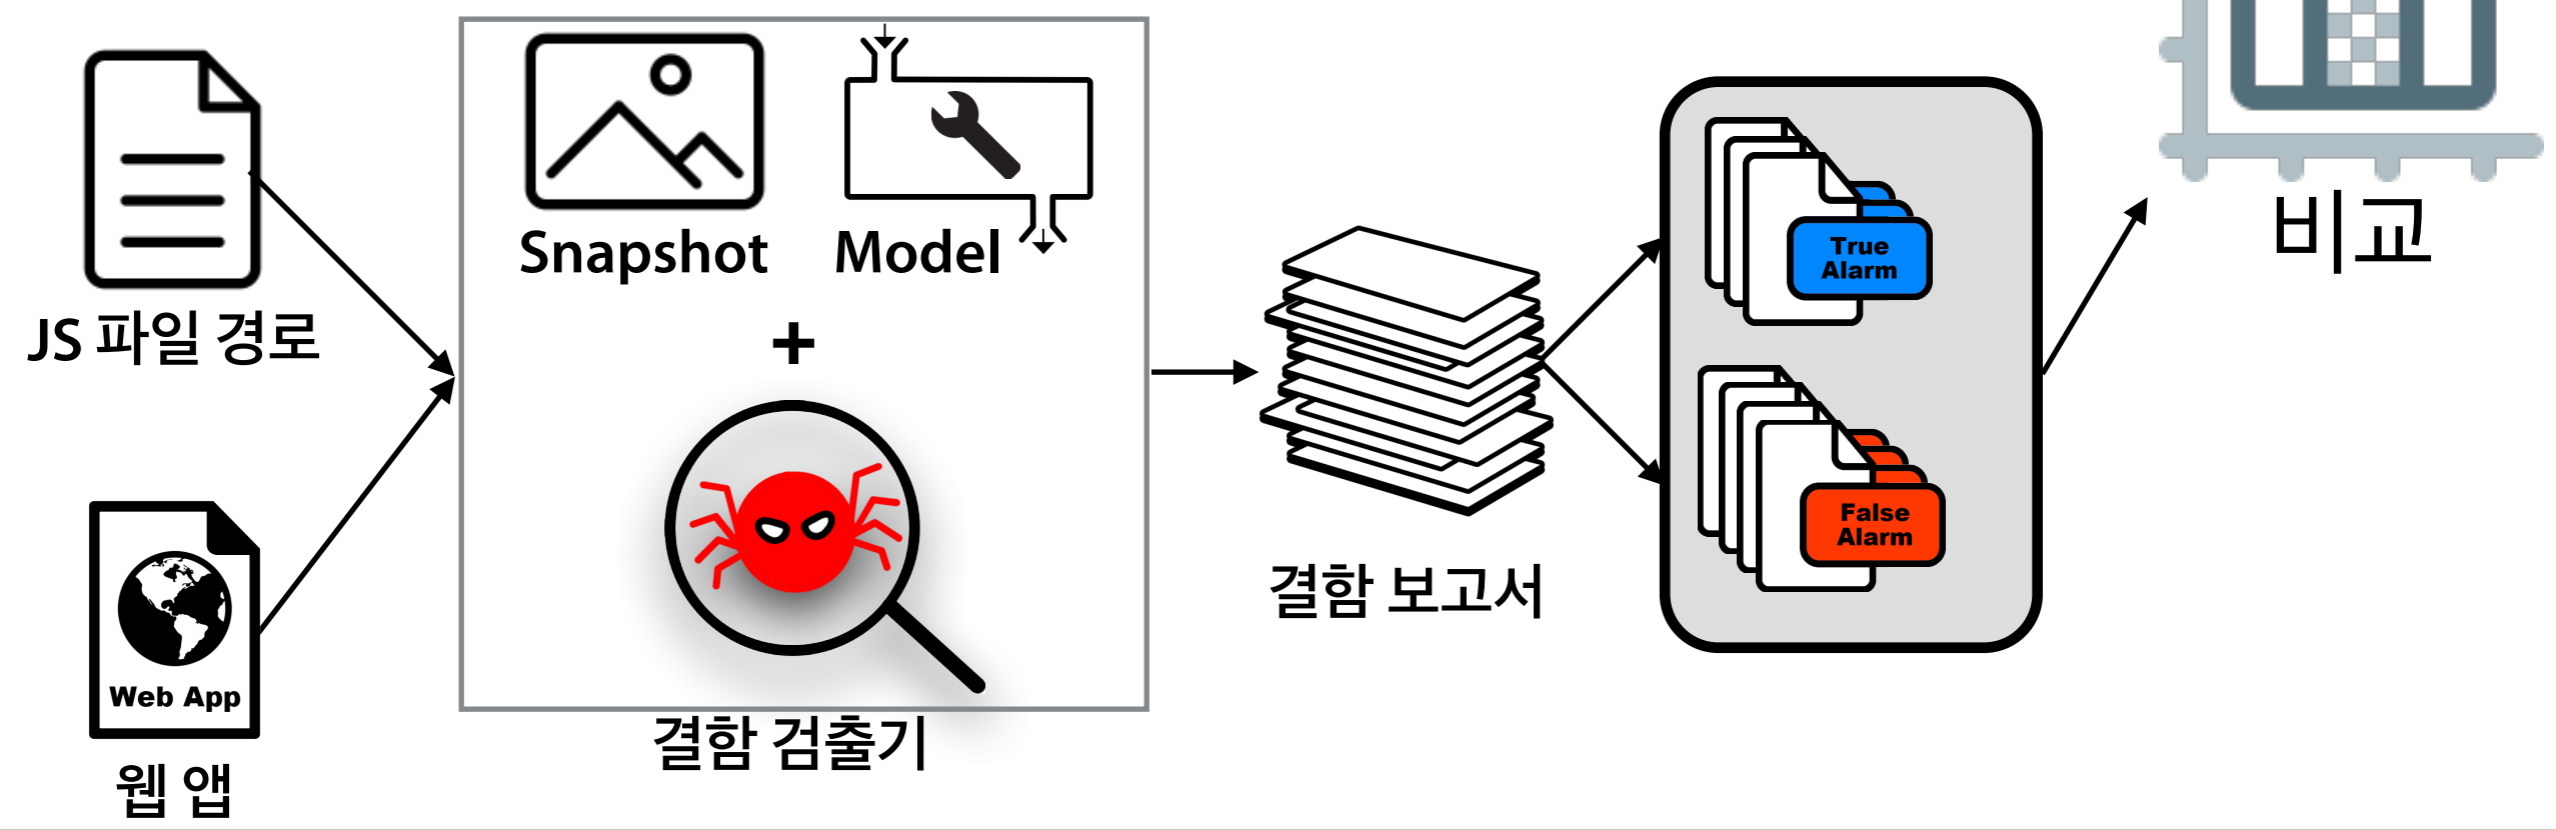 JS 파일 경로
Web App
웹 앱
Snapshot
Model
+
결함 검출기
결함 보고서
True
Alarm
False
Alarm
비교